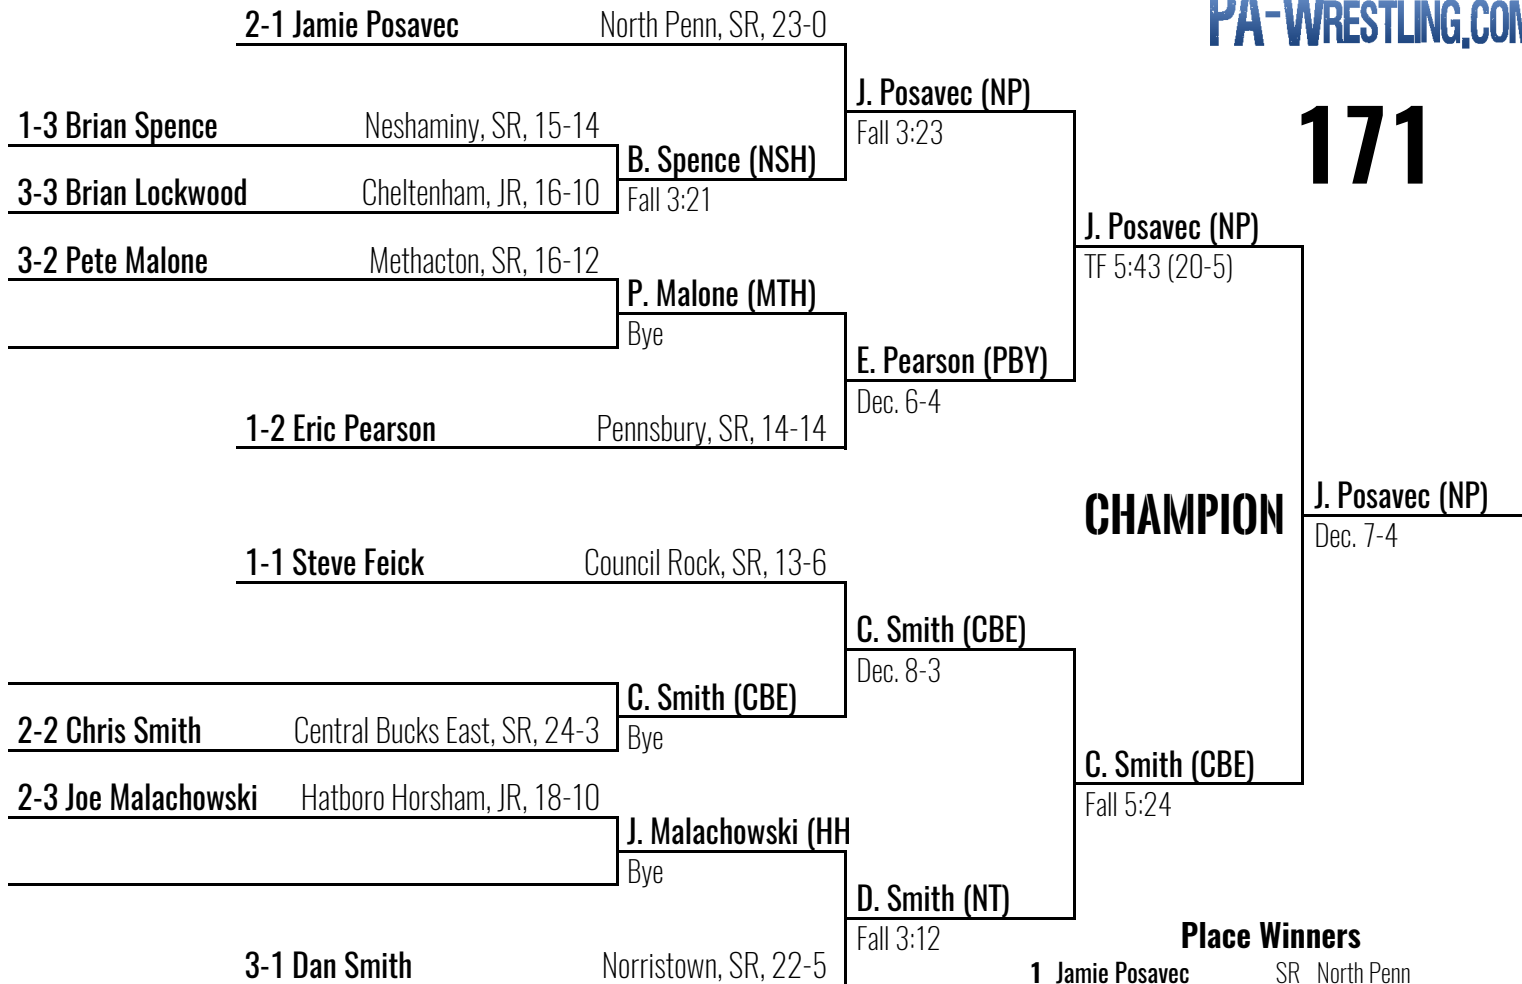 2-1 Jamie Posavec North Penn, SR, 23-0
PA-WRESTLING.COM
J. Posavec (NP)
Fall 3:23
171
1-3 Brian Spence Neshaminy, SR, 15-14
B. Spence (NSH)
Fall 3:21
3-3 Brian Lockwood Cheltenham, JR, 16-10
J. Posavec (NP)
TF 5:43 (20-5)
3-2 Pete Malone Methacton, SR, 16-12
P. Malone (MTH)
Bye
E. Pearson (PBY)
Dec. 6-4
1-2 Eric Pearson Pennsbury, SR, 14-14
CHAMPION
J. Posavec (NP)
Dec. 7-4
1-1 Steve Feick Council Rock, SR, 13-6
C. Smith (CBE)
Dec. 8-3
C. Smith (CBE)
Bye
2-2 Chris Smith Central Bucks East, SR, 24-3
C. Smith (CBE)
Fall 5:24
2-3 Joe Malachowski Hatboro Horsham, JR, 18-10
J. Malachowski (HH
Bye
D. Smith (NT)
Fall 3:12
3-1 Dan Smith Norristown, SR, 22-5
Place Winners
1 Jamie Posavec SR North Penn